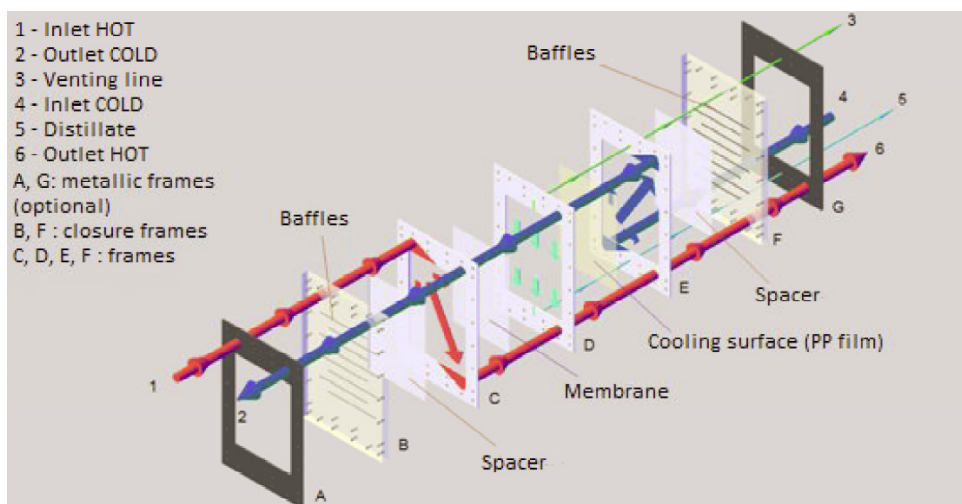 1 - Inlet HOT
2 - Outlet COLD
3 - Venting line
4 - Inlet COLD
5 - Distillate
6 - Outlet HOT
A, G: metallic frames
(optional)
B, F : closure frames
C, D, E, F : frames
Baffles
3
4
5
6
G
F
Baffles
Spacer
E
Cooling surface (PP film)
D
Membrane
1
C
2
Spacer
B
A